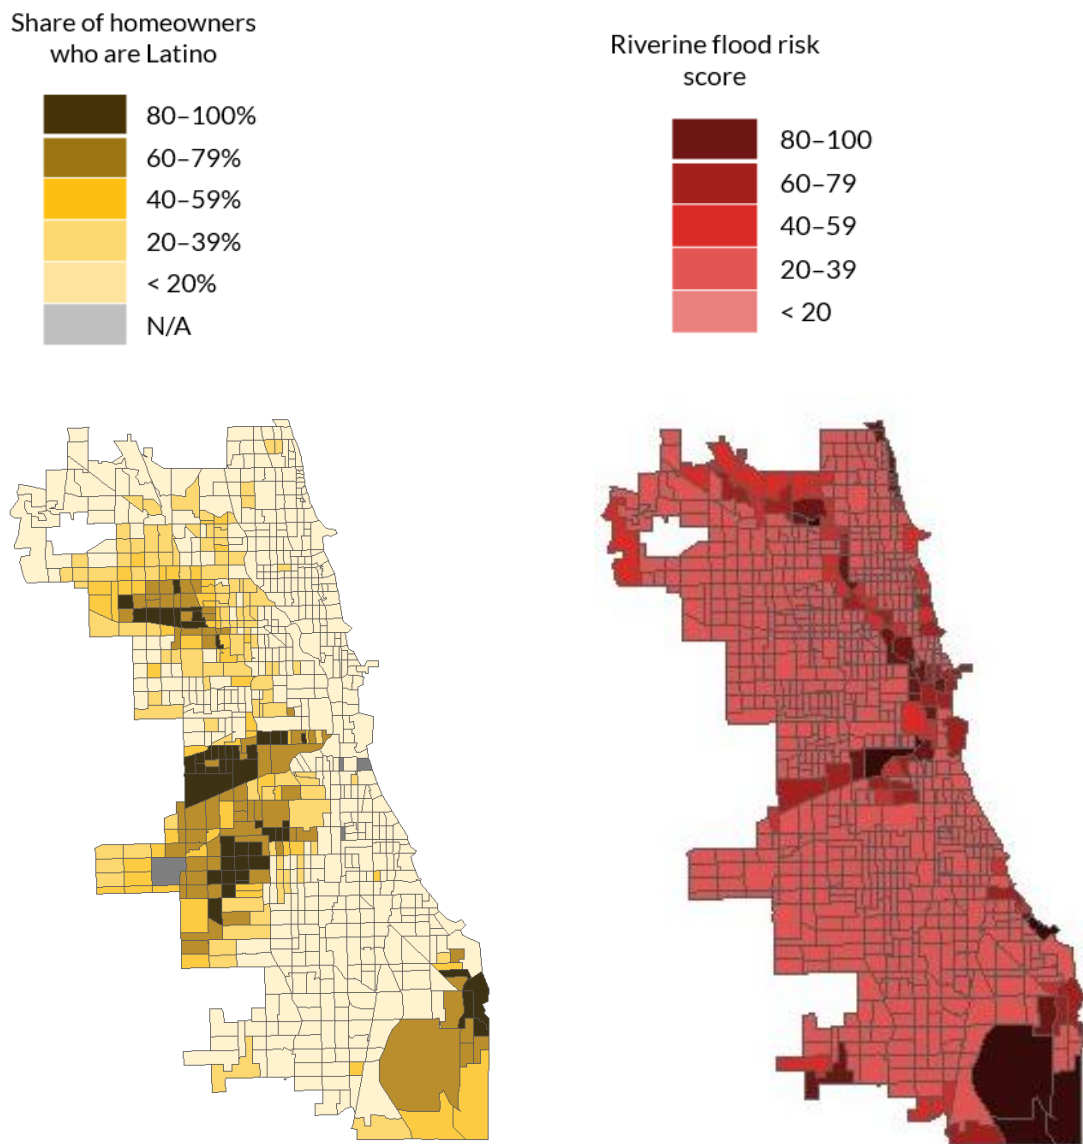 Share of homeowners
who are Latino
80–100%
60–79%
40–59%
20–39%
< 20%
N/A
Riverine flood risk
score
80–100
60–79
40–59
20–39
< 20